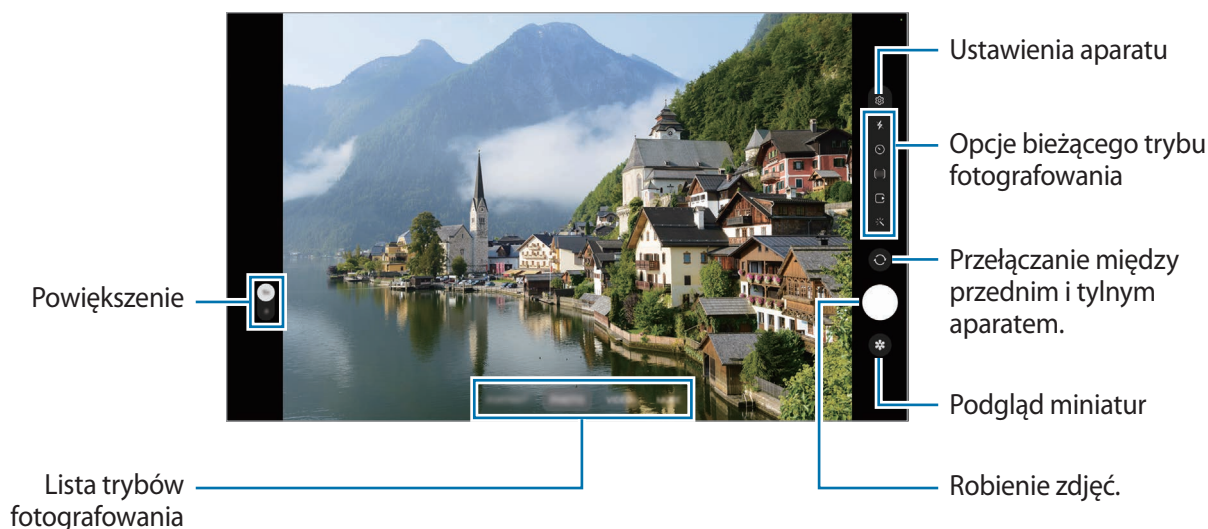 Ustawienia aparatu
Opcje bieżącego trybu
fotografowania
Przełączanie między
przednim i tylnym
aparatem.
Powiększenie
Podgląd miniatur
Lista trybów
fotografowania
Robienie zdjęć.